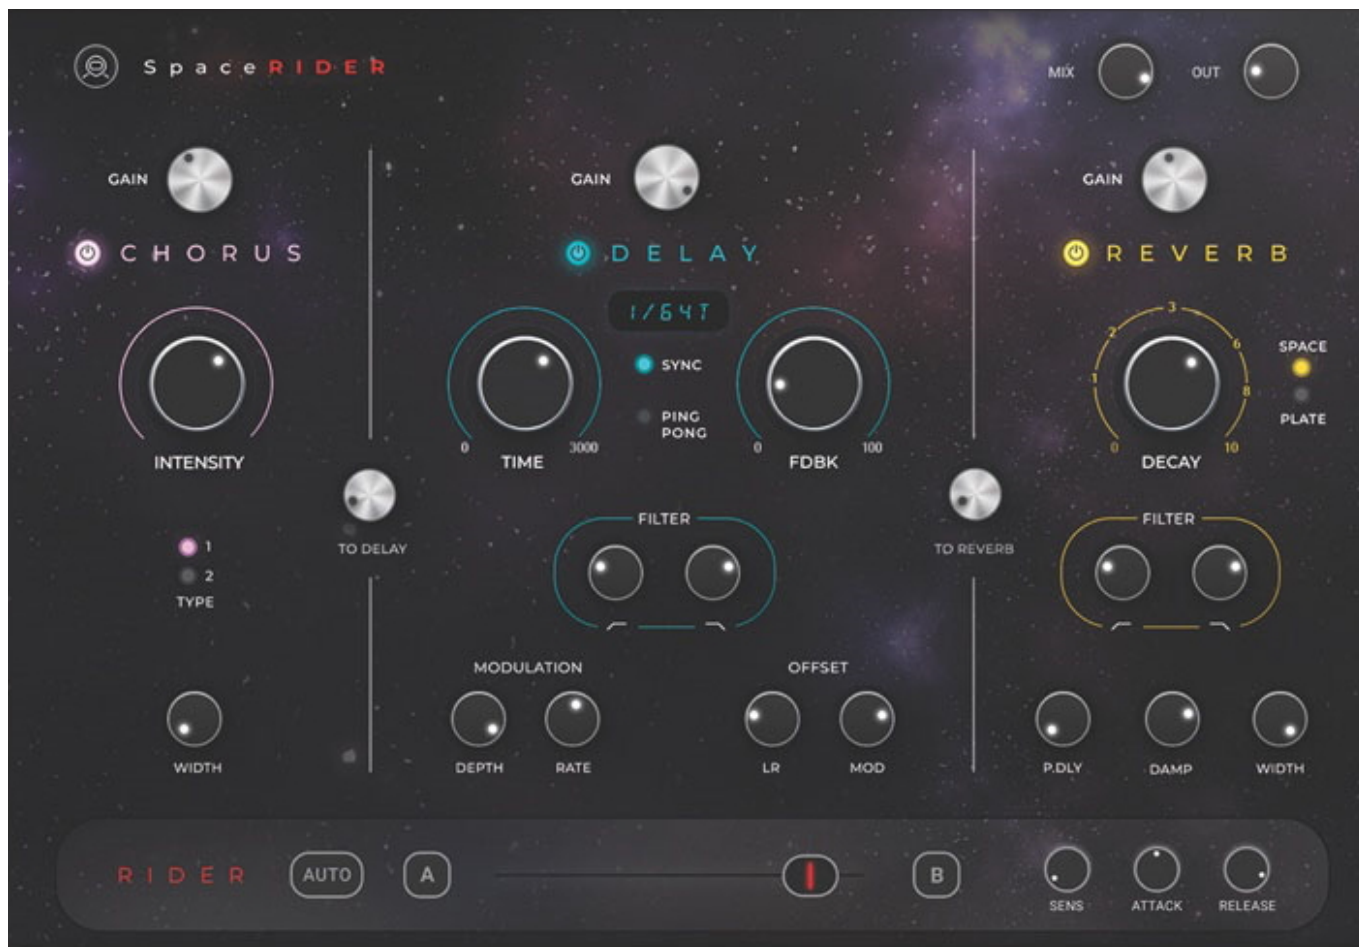 SpaceRIDER
MIX
OUT
GAIN
GAIN
GAIN
CHORUS
DELAY
REVERB
1/64T
SYNC
PING
PONG
0
3000
0
100
0
1
2
3
6
8
10
SPACE
PLATE
INTENSITY
TIME
FDBK
DECAY
1
2
TYPE
TO DELAY
FILTER
TO REVERB
FILTER
MODULATION
OFFSET
WIDTH
DEPTH
RATE
LR
MOD
P.DLY
DAMP
WIDTH
RIDER
AUTO
A
B
SENS
ATTACK
RELEASE